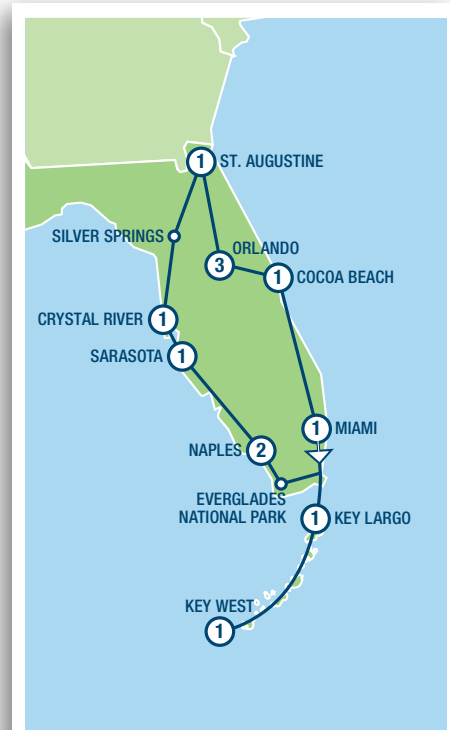 1 ST. AUGUSTINE
SILVER SPRINGS
ORLANDO
3
1 COCOA BEACH
CRYSTAL RIVER 1
SARASOTA 1
1 MIAMI
NAPLES 2
EVERGLADES
NATIONAL PARK
1 KEY LARGO
KEY WEST
1